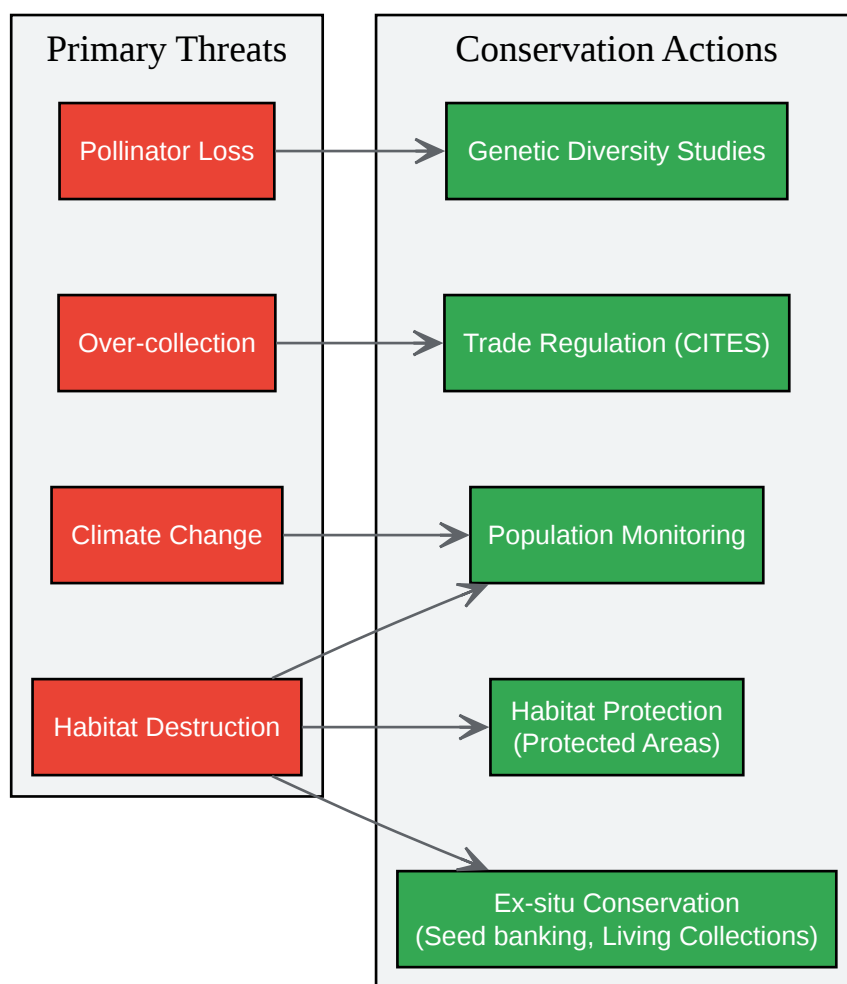 Primary Threats
Conservation Actions
Pollinator Loss
Genetic Diversity Studies
Over-collection
Trade Regulation (CITES)
Climate Change
Population Monitoring
Habitat Destruction
Habitat Protection
(Protected Areas)
Ex-situ Conservation
(Seed banking, Living Collections)